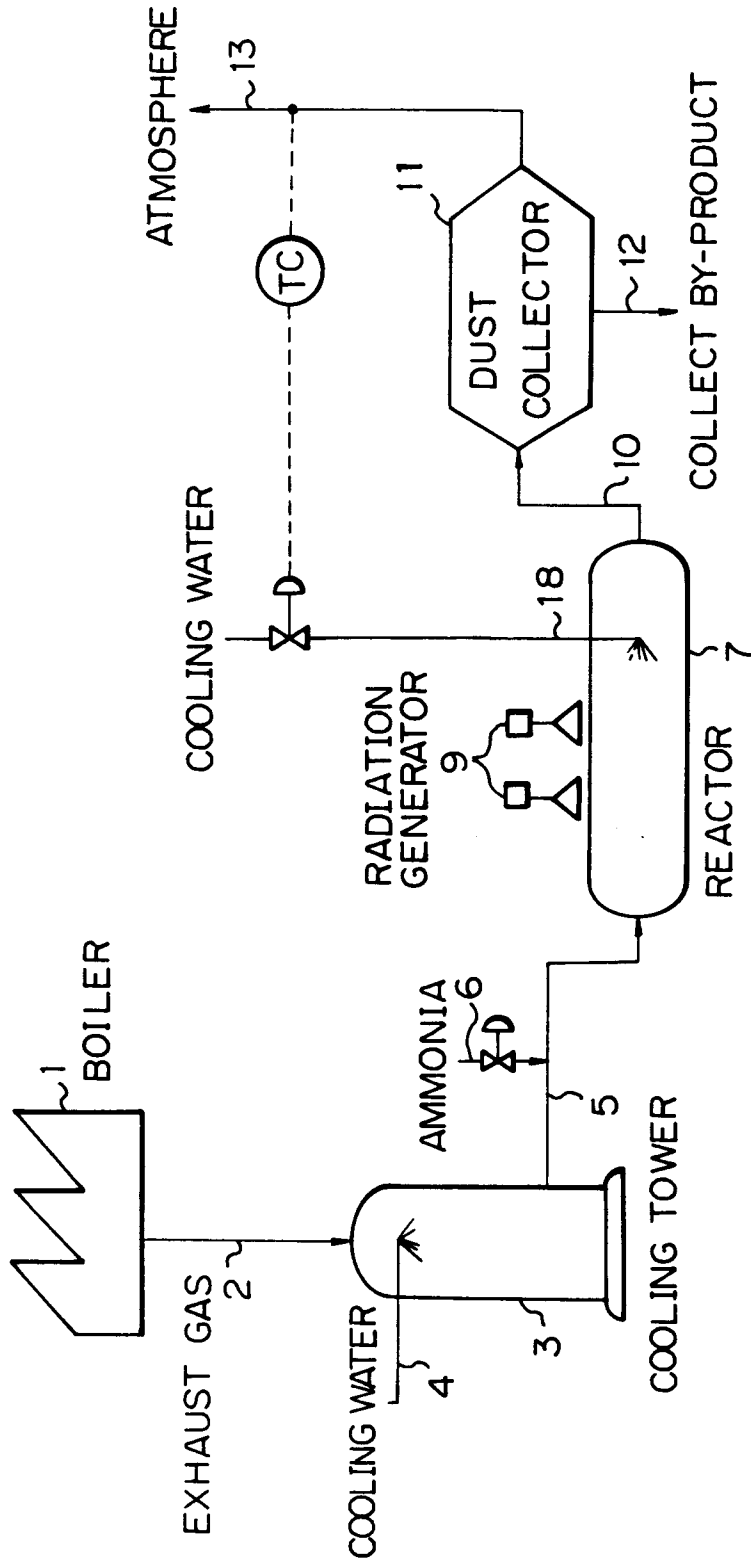 1
BOILER
EXHAUST GAS
2
COOLING WATER
4
3
COOLING TOWER
AMMONIA
6
5
RADIATION
GENERATOR
9
COOLING WATER
18
7
REACTOR
TC
ATMOSPHERE
13
11
DUST
COLLECTOR
10
12
COLLECT BY-PRODUCT